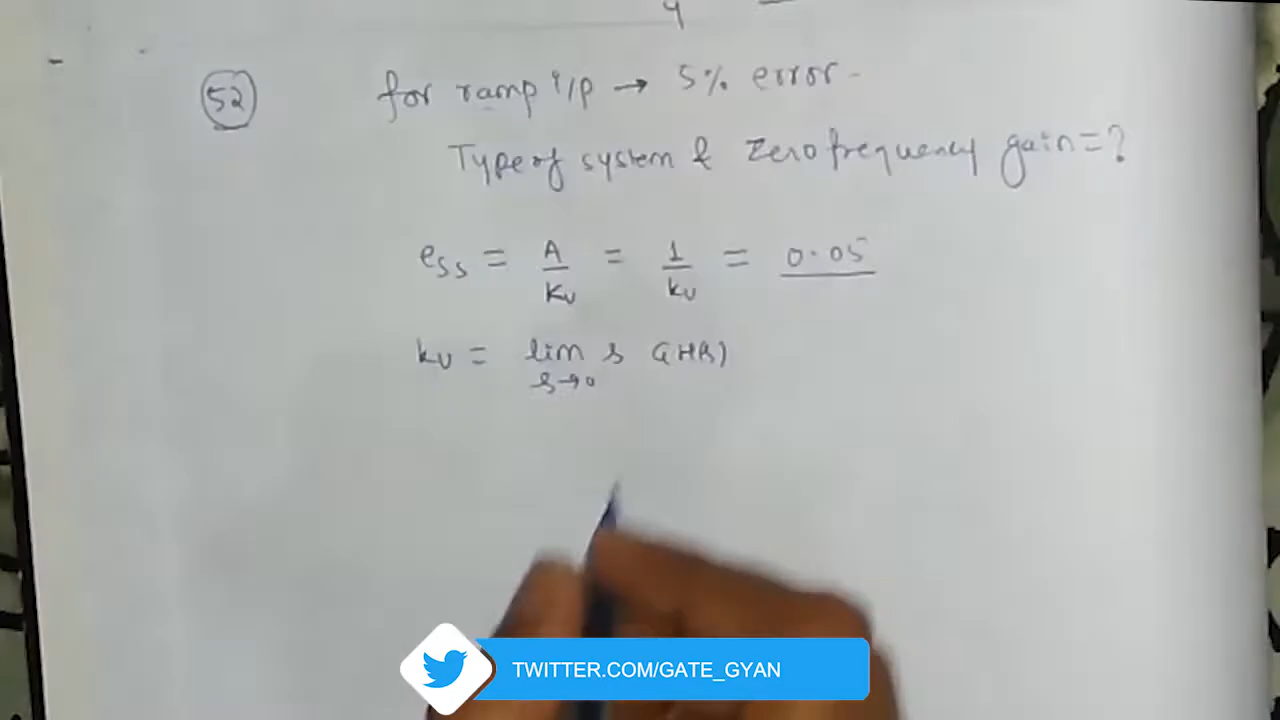 52 for ramp i/p → 5% error.
Type of system & Zero frequency gain = ?
ess = A/Kv = 1/Kv = 0.05
Kv = lim s→0 s G(H(s)
TWITTER.COM/GATE_GYAN